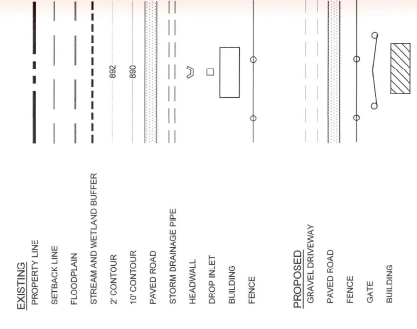 EXISTING
PROPERTY LINE
SETBACK LINE
FLOODPLAIN
STREAM AND WETLAND BUFFER
2' CONTOUR
892
10' CONTOUR
890
PAVED ROAD
STORM DRAINAGE PIPE
HEADWALL
DROP INLET
BUILDING
FENCE
PROPOSED
GRAVEL DRIVEWAY
PAVED ROAD
FENCE
GATE
BUILDING